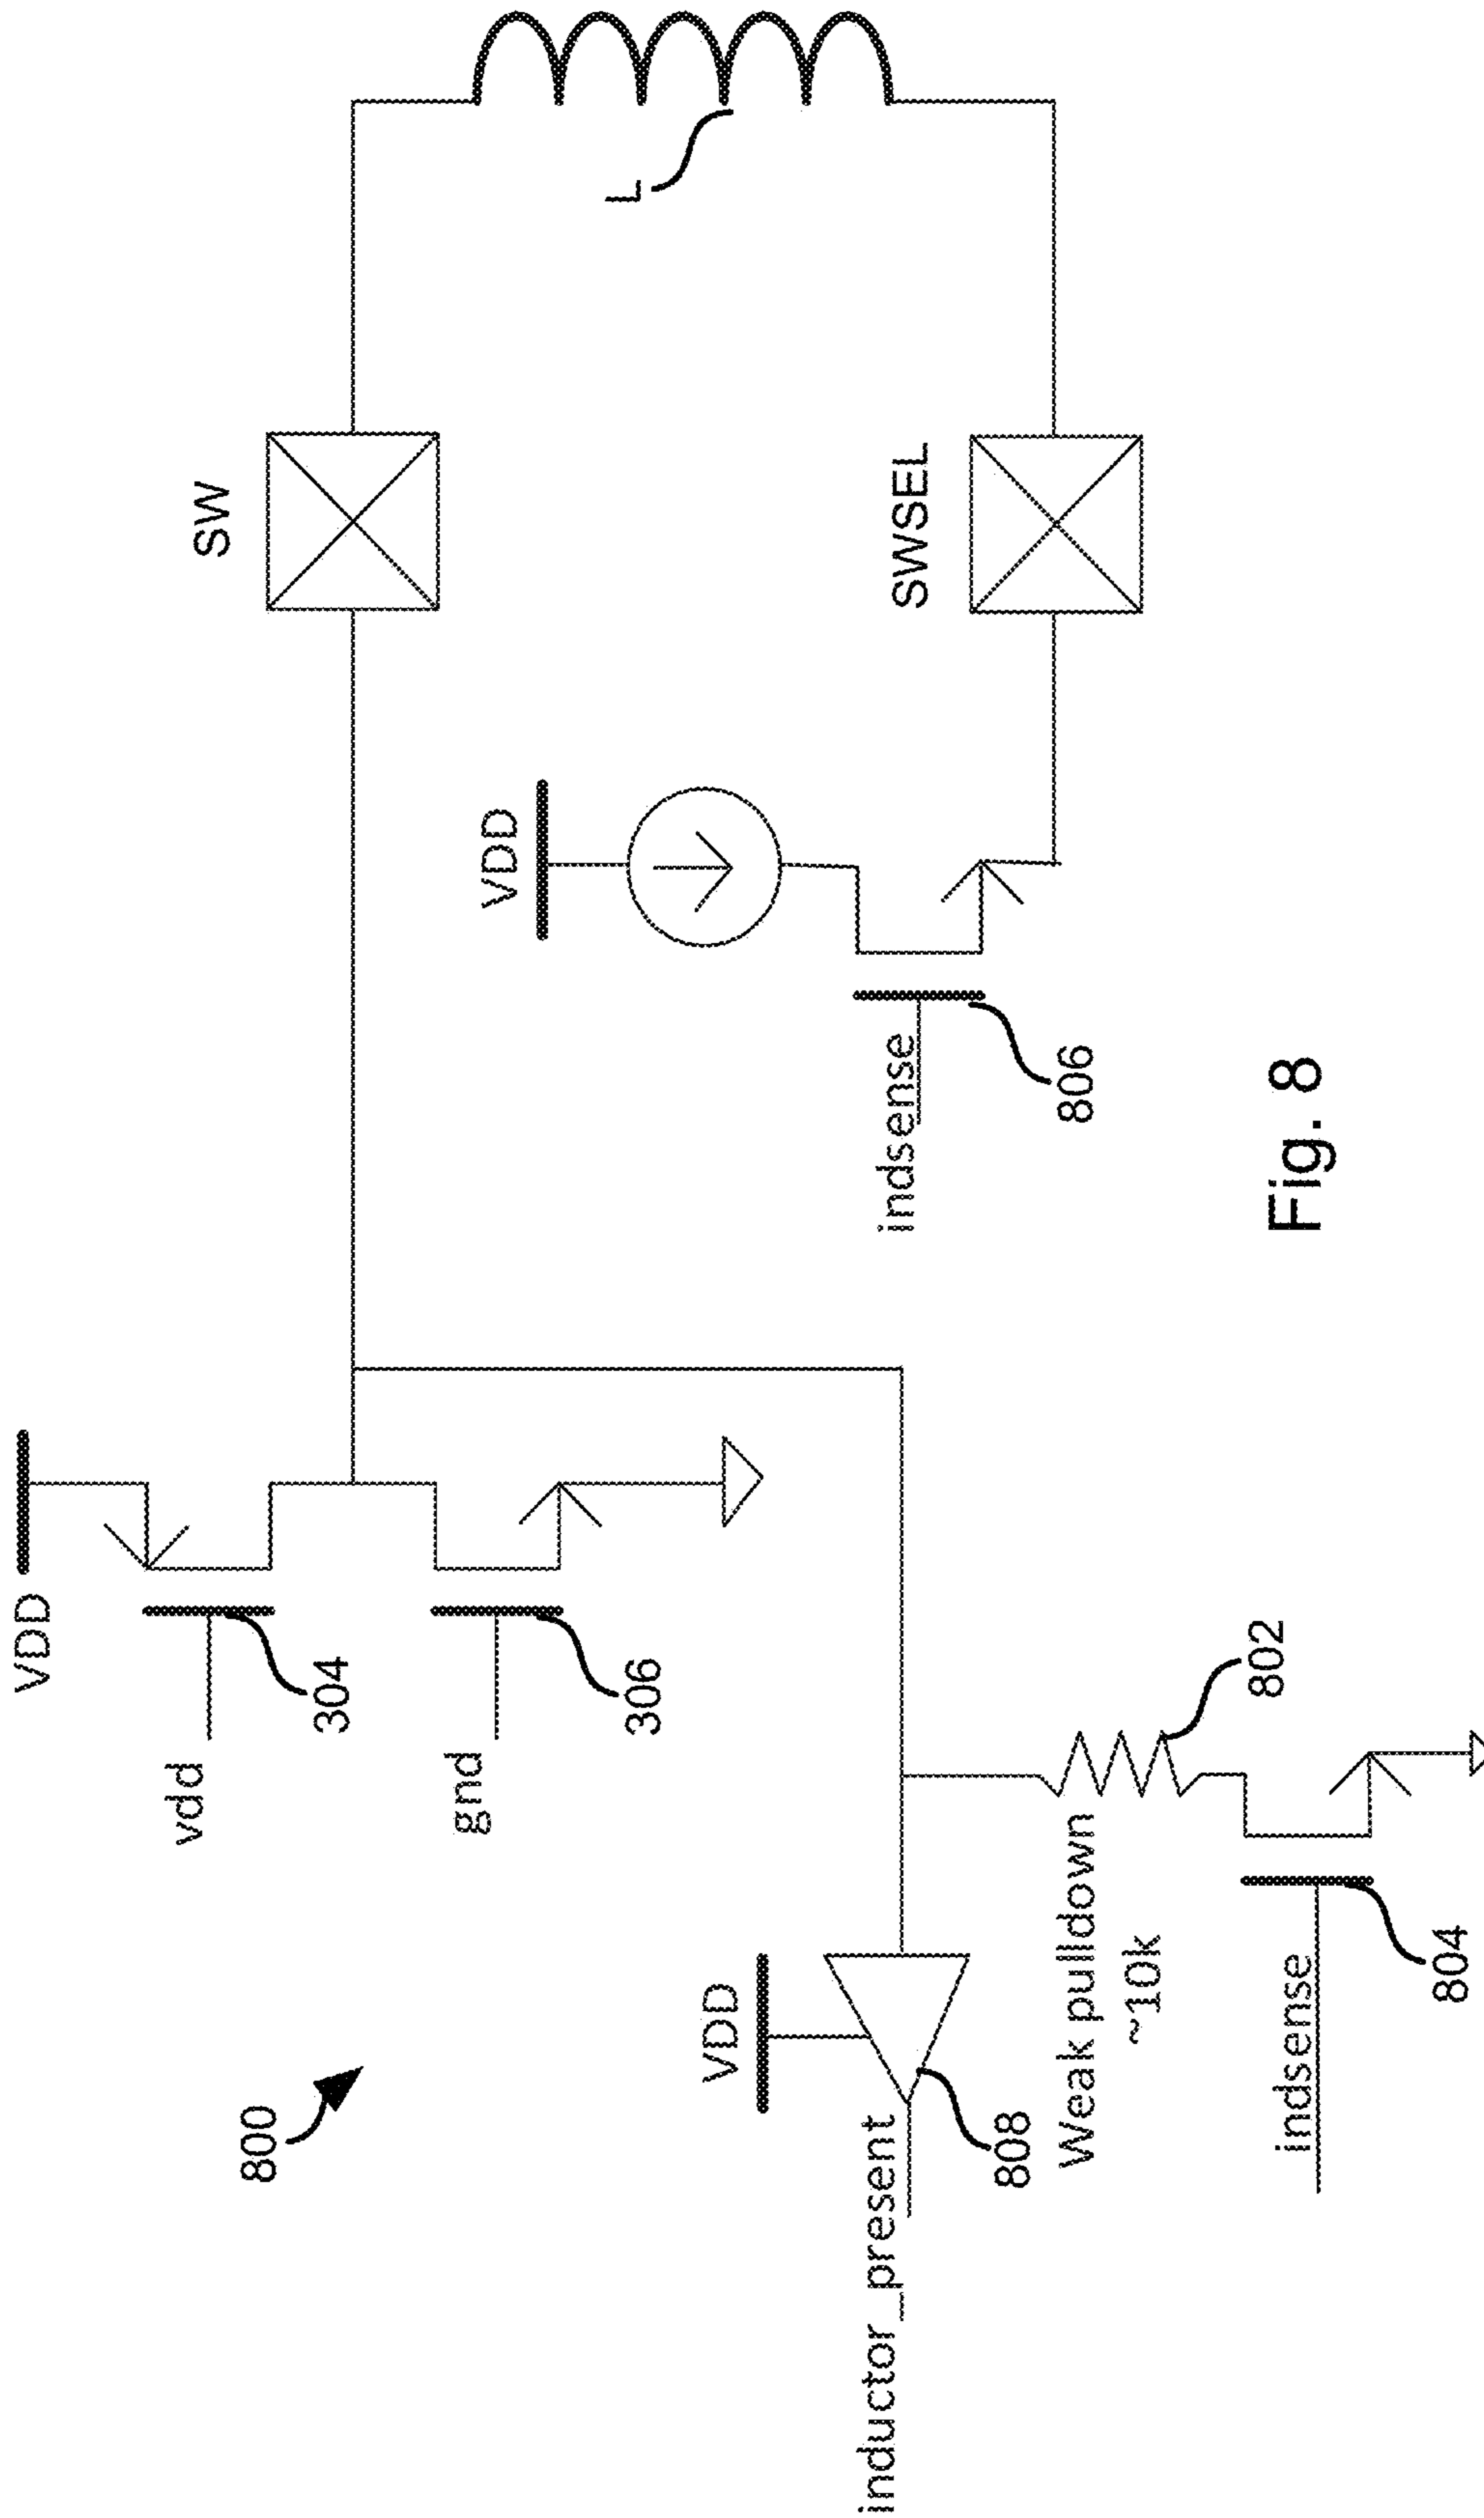 800
VDD
vdd
304
gnd
306
SW
L
VDD
SWSEL
indsense
806
VDD
inductor_present
808
Weak pulldown
~10k
802
indsense
804
Fig. 8